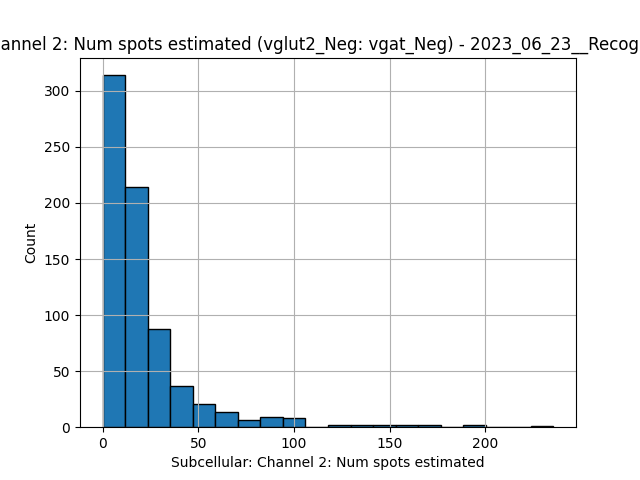 annel 2: Num spots estimated (vglut2_Neg: vgat_Neg) - 2023_06_23__Recog
300
250
200
150
100
50
0
Count
0 50 100 150 200
Subcellular: Channel 2: Num spots estimated